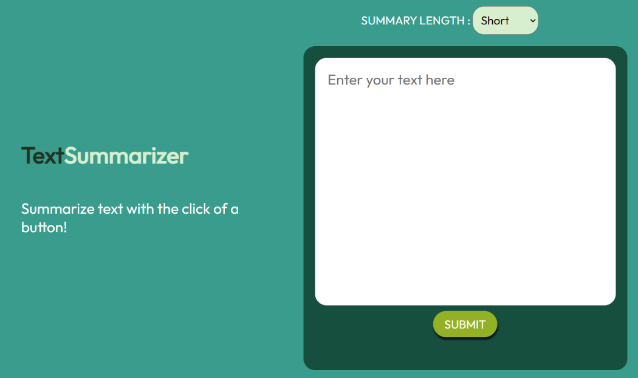 SUMMARY LENGTH : Short
Enter your text here
TextSummarizer
Summarize text with the click of a
button!
SUBMIT